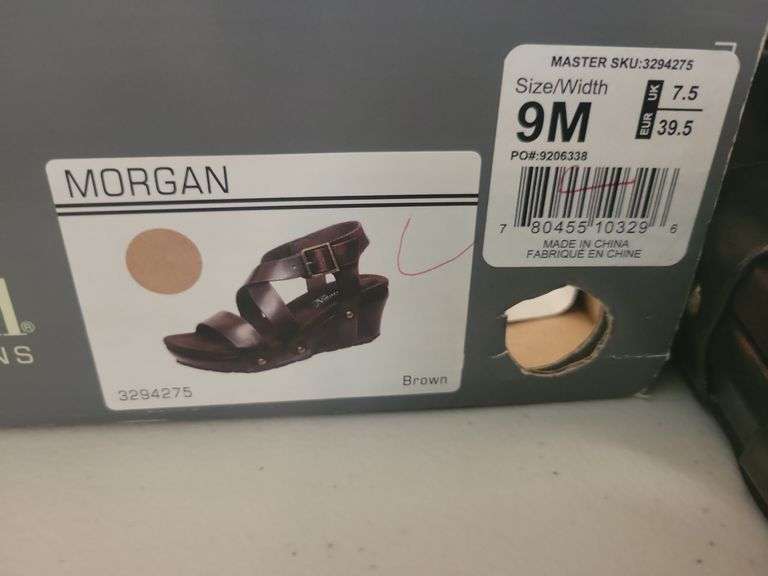 MORGAN
3294275
Brown
MASTER SKU:3294275
Size/Width
9M
UK 7.5
EUR 39.5
PO#:9206338
7 80455 10329 6
MADE IN CHINA
FABRIQUÉ EN CHINE
®
NS